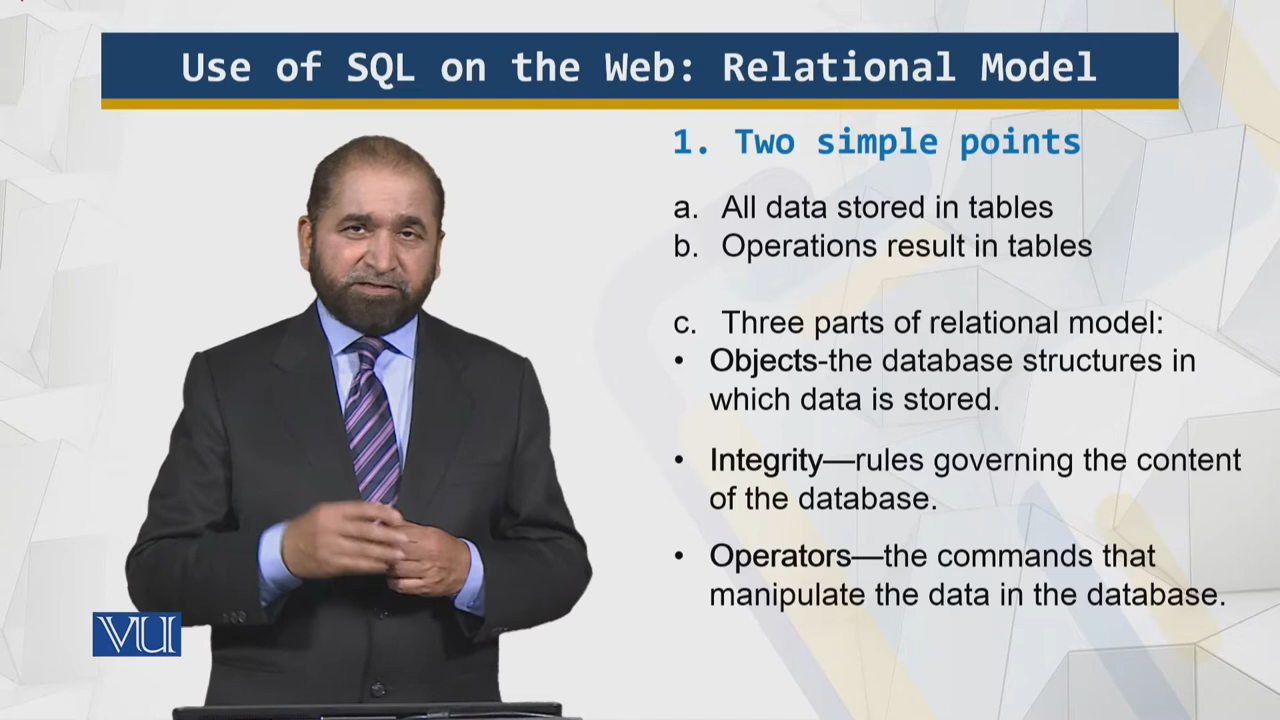 Use of SQL on the Web: Relational Model
1. Two simple points
a. All data stored in tables
b. Operations result in tables
c. Three parts of relational model:
• Objects-the database structures in
which data is stored.
• Integrity—rules governing the content
of the database.
• Operators—the commands that
manipulate the data in the database.
VU